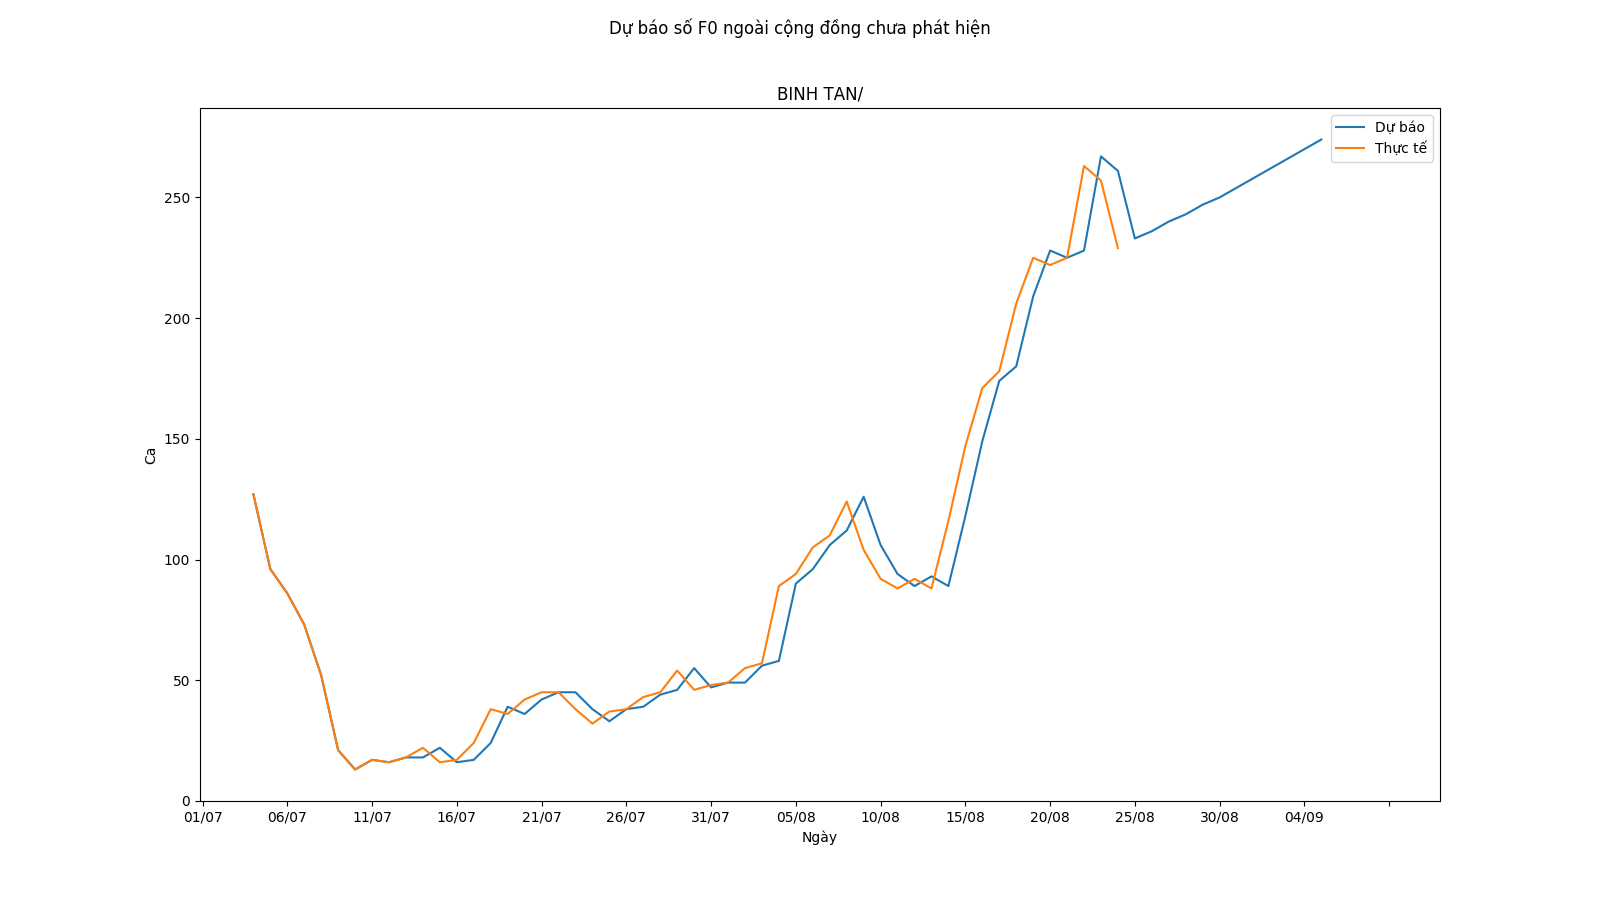 Dự báo số F0 ngoài cộng đồng chưa phát hiện
BINH TAN/
Dự báo
Thực tế
250
200
150
100
50
0
Ca
01/07 06/07 11/07 16/07 21/07 26/07 31/07 05/08 10/08 15/08 20/08 25/08 30/08 04/09
Ngày